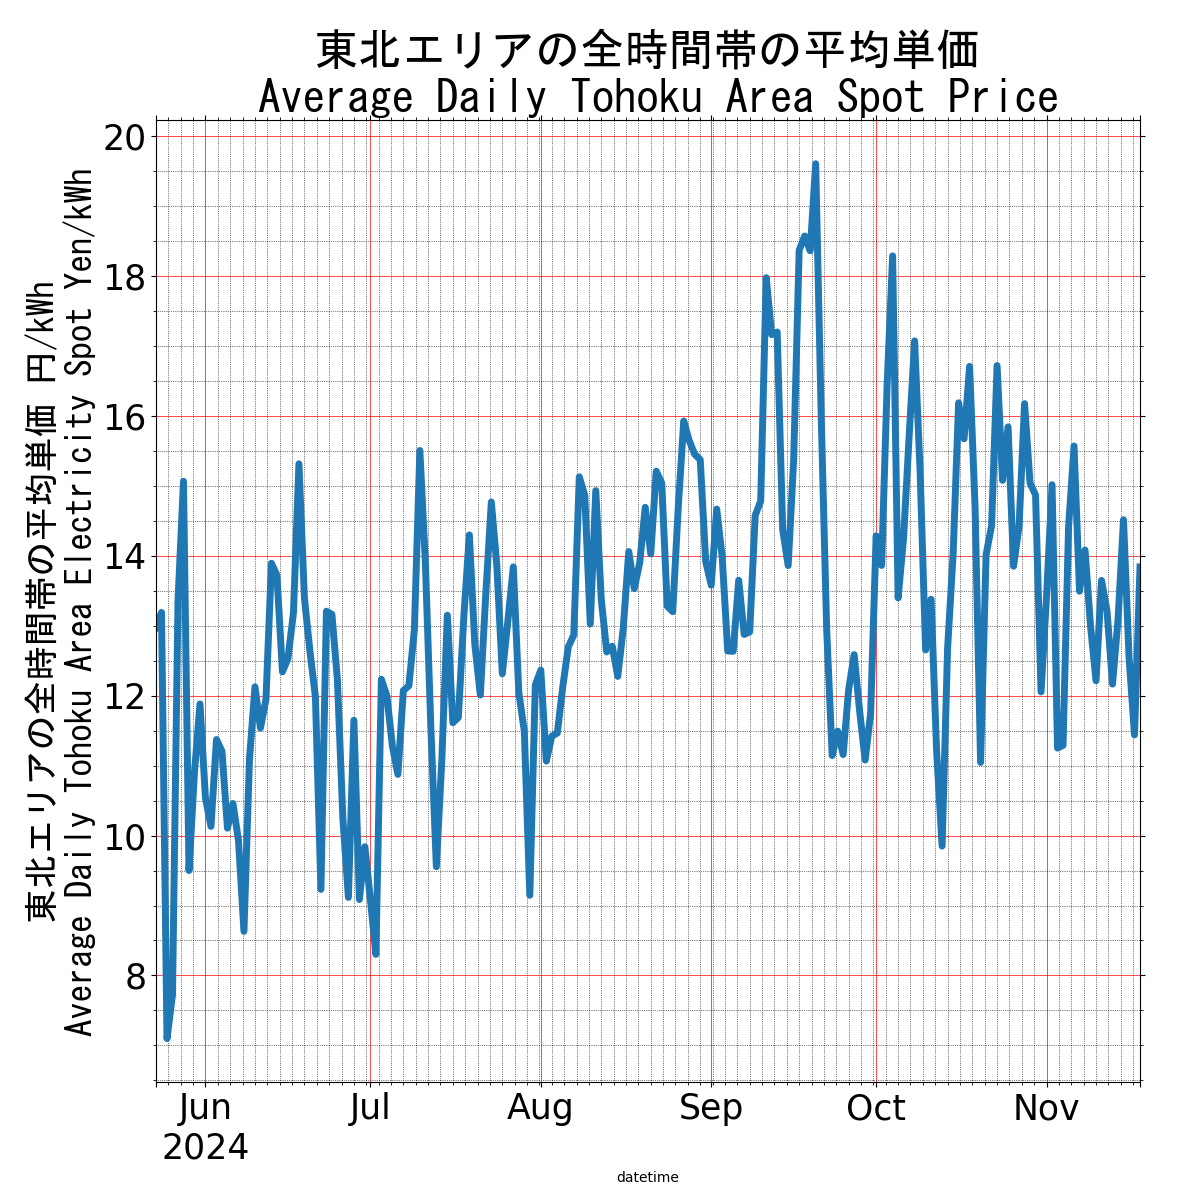 東北エリアの全時間帯の平均単価
Average Daily Tohoku Area Spot Price
東北エリアの全時間帯の平均単価 円/kWh
Average Daily Tohoku Area Electricity Spot Yen/kWh
20
18
16
14
12
10
8
Jun
2024
Jul
Aug
Sep
Oct
Nov
datetime